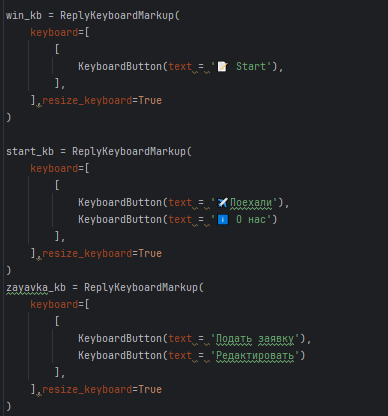 win_kb = ReplyKeyboardMarkup(
    keyboard=[
        [
            KeyboardButton(text = '📝 Start'),
        ],
    ],resize_keyboard=True
)

start_kb = ReplyKeyboardMarkup(
    keyboard=[
        [
            KeyboardButton(text = '✈️Поехали'),
            KeyboardButton(text = 'ℹ️ О нас')
        ],
    ],resize_keyboard=True
)
zayavka_kb = ReplyKeyboardMarkup(
    keyboard=[
        [
            KeyboardButton(text = 'Подать заявку'),
            KeyboardButton(text = 'Редактировать')
        ],
    ],resize_keyboard=True
)